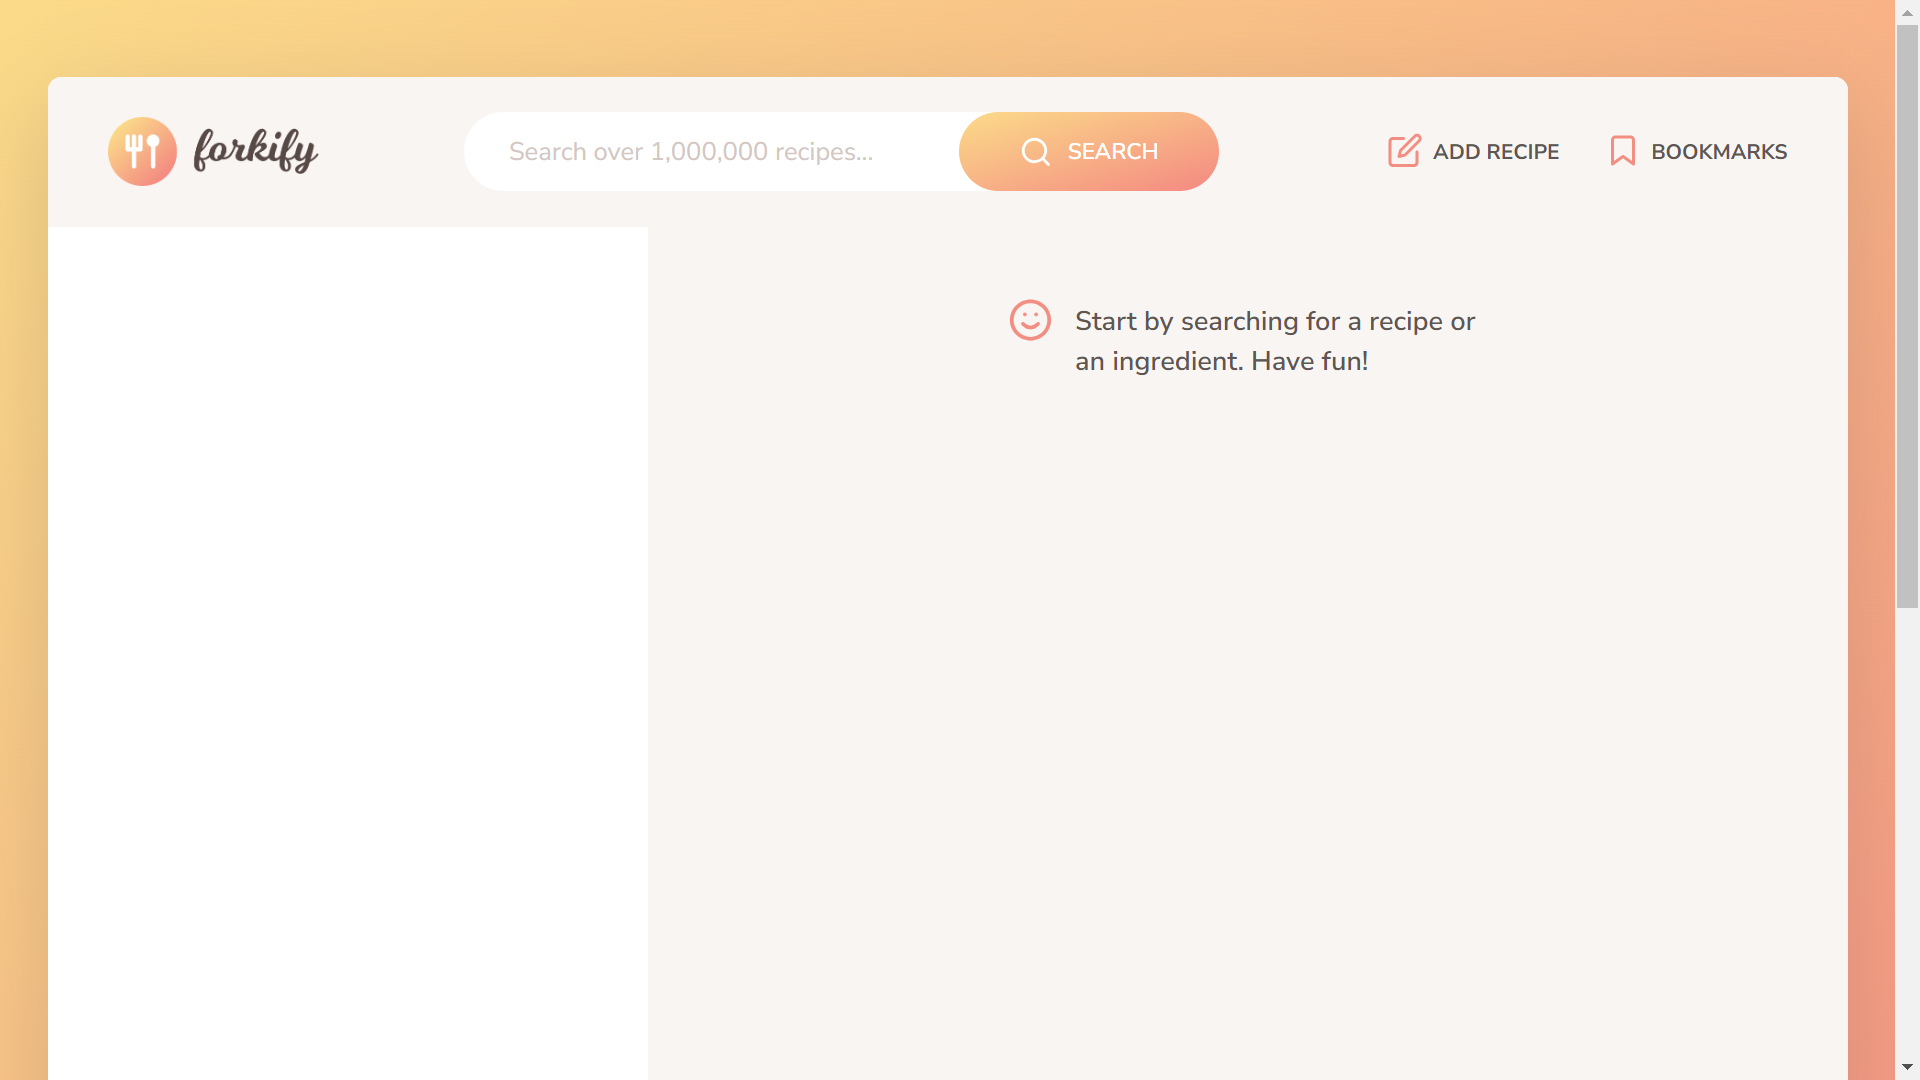 forkify
Search over 1,000,000 recipes...
SEARCH
ADD RECIPE
BOOKMARKS
Start by searching for a recipe or
an ingredient. Have fun!